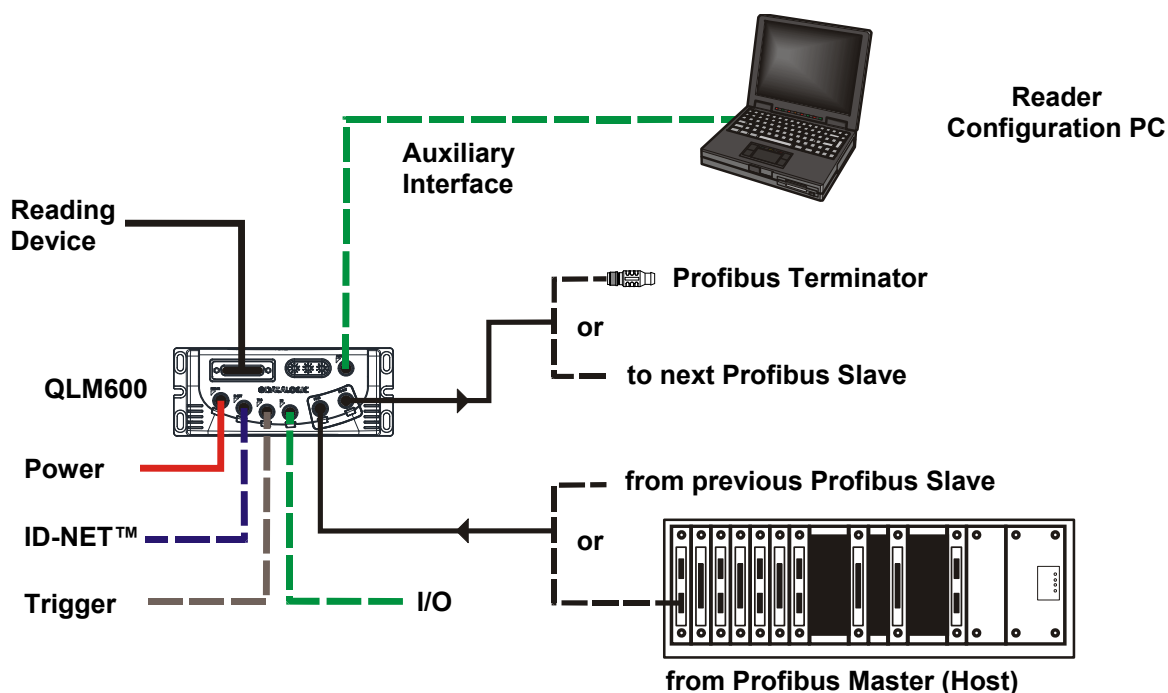 Reader
Configuration PC
Auxiliary
Interface
Reading
Device
Profibus Terminator
or
to next Profibus Slave
QLM600
DATALOGIC
Power
from previous Profibus Slave
ID-NET™
or
Trigger
I/O
from Profibus Master (Host)